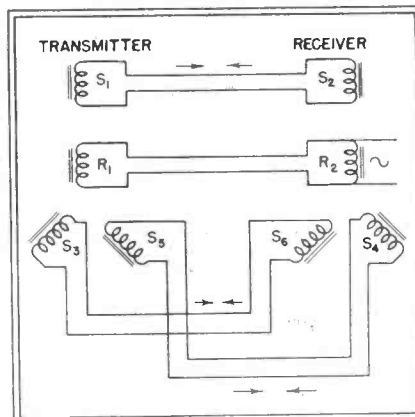 TRANSMITTER RECEIVER
S₁ S₂
R₁ R₂
S₃ S₅ S₆ S₄